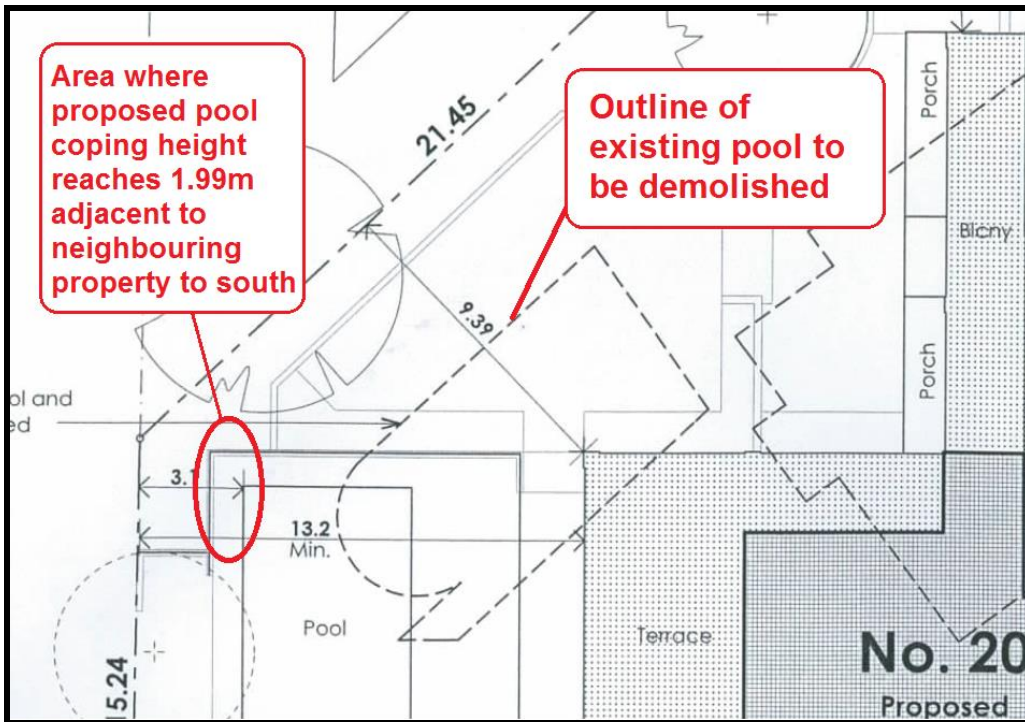 Area where
proposed pool
coping height
reaches 1.99m
adjacent to
neighbouring
property to south
21.45
Outline of
existing pool to
be demolished
Porch
Blcny
Porch
9.39
ol and
ed
3.1
13.2
Min.
Pool
Terrace
15.24
No. 20
Proposed